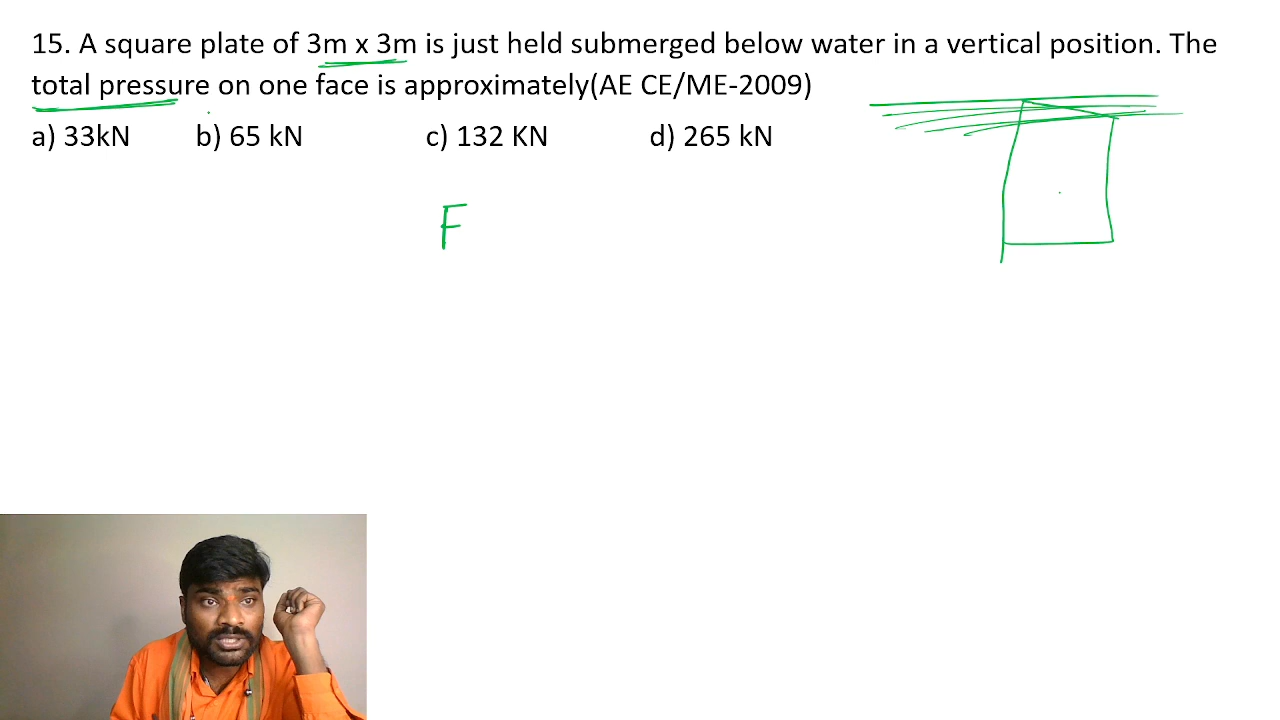 15. A square plate of 3m x 3m is just held submerged below water in a vertical position. The
total pressure on one face is approximately(AE CE/ME-2009)
a) 33kN b) 65 kN c) 132 KN d) 265 kN
F